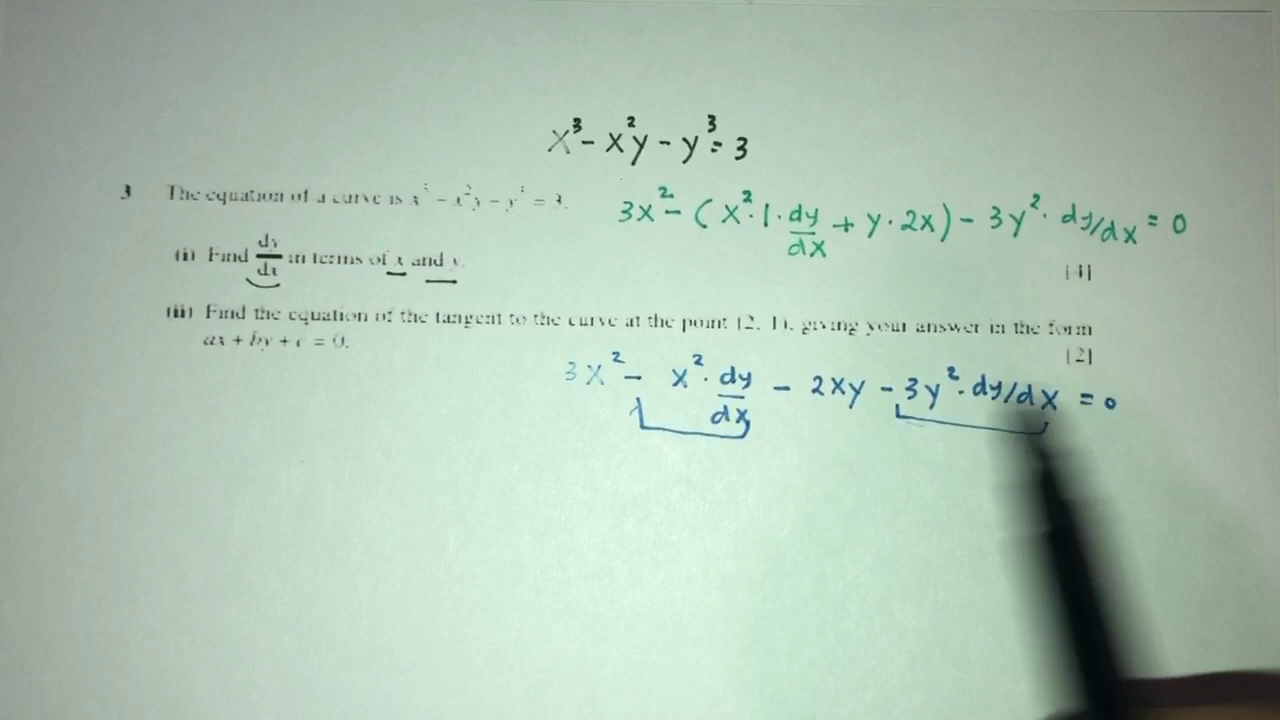 x³ - x²y - y³ = 3
3 The equation of a curve is x³ - x²y - y³ = 3.
3x² - (x²·1·dy/dx + y·2x) - 3y²·dy/dx = 0
(i) Find dy/dx in terms of x and y. [4]
(ii) Find the equation of the tangent to the curve at the point (2, 1), giving your answer in the form
ax + by + c = 0. [2]
3x² - x²·dy/dx - 2xy - 3y²·dy/dx = 0